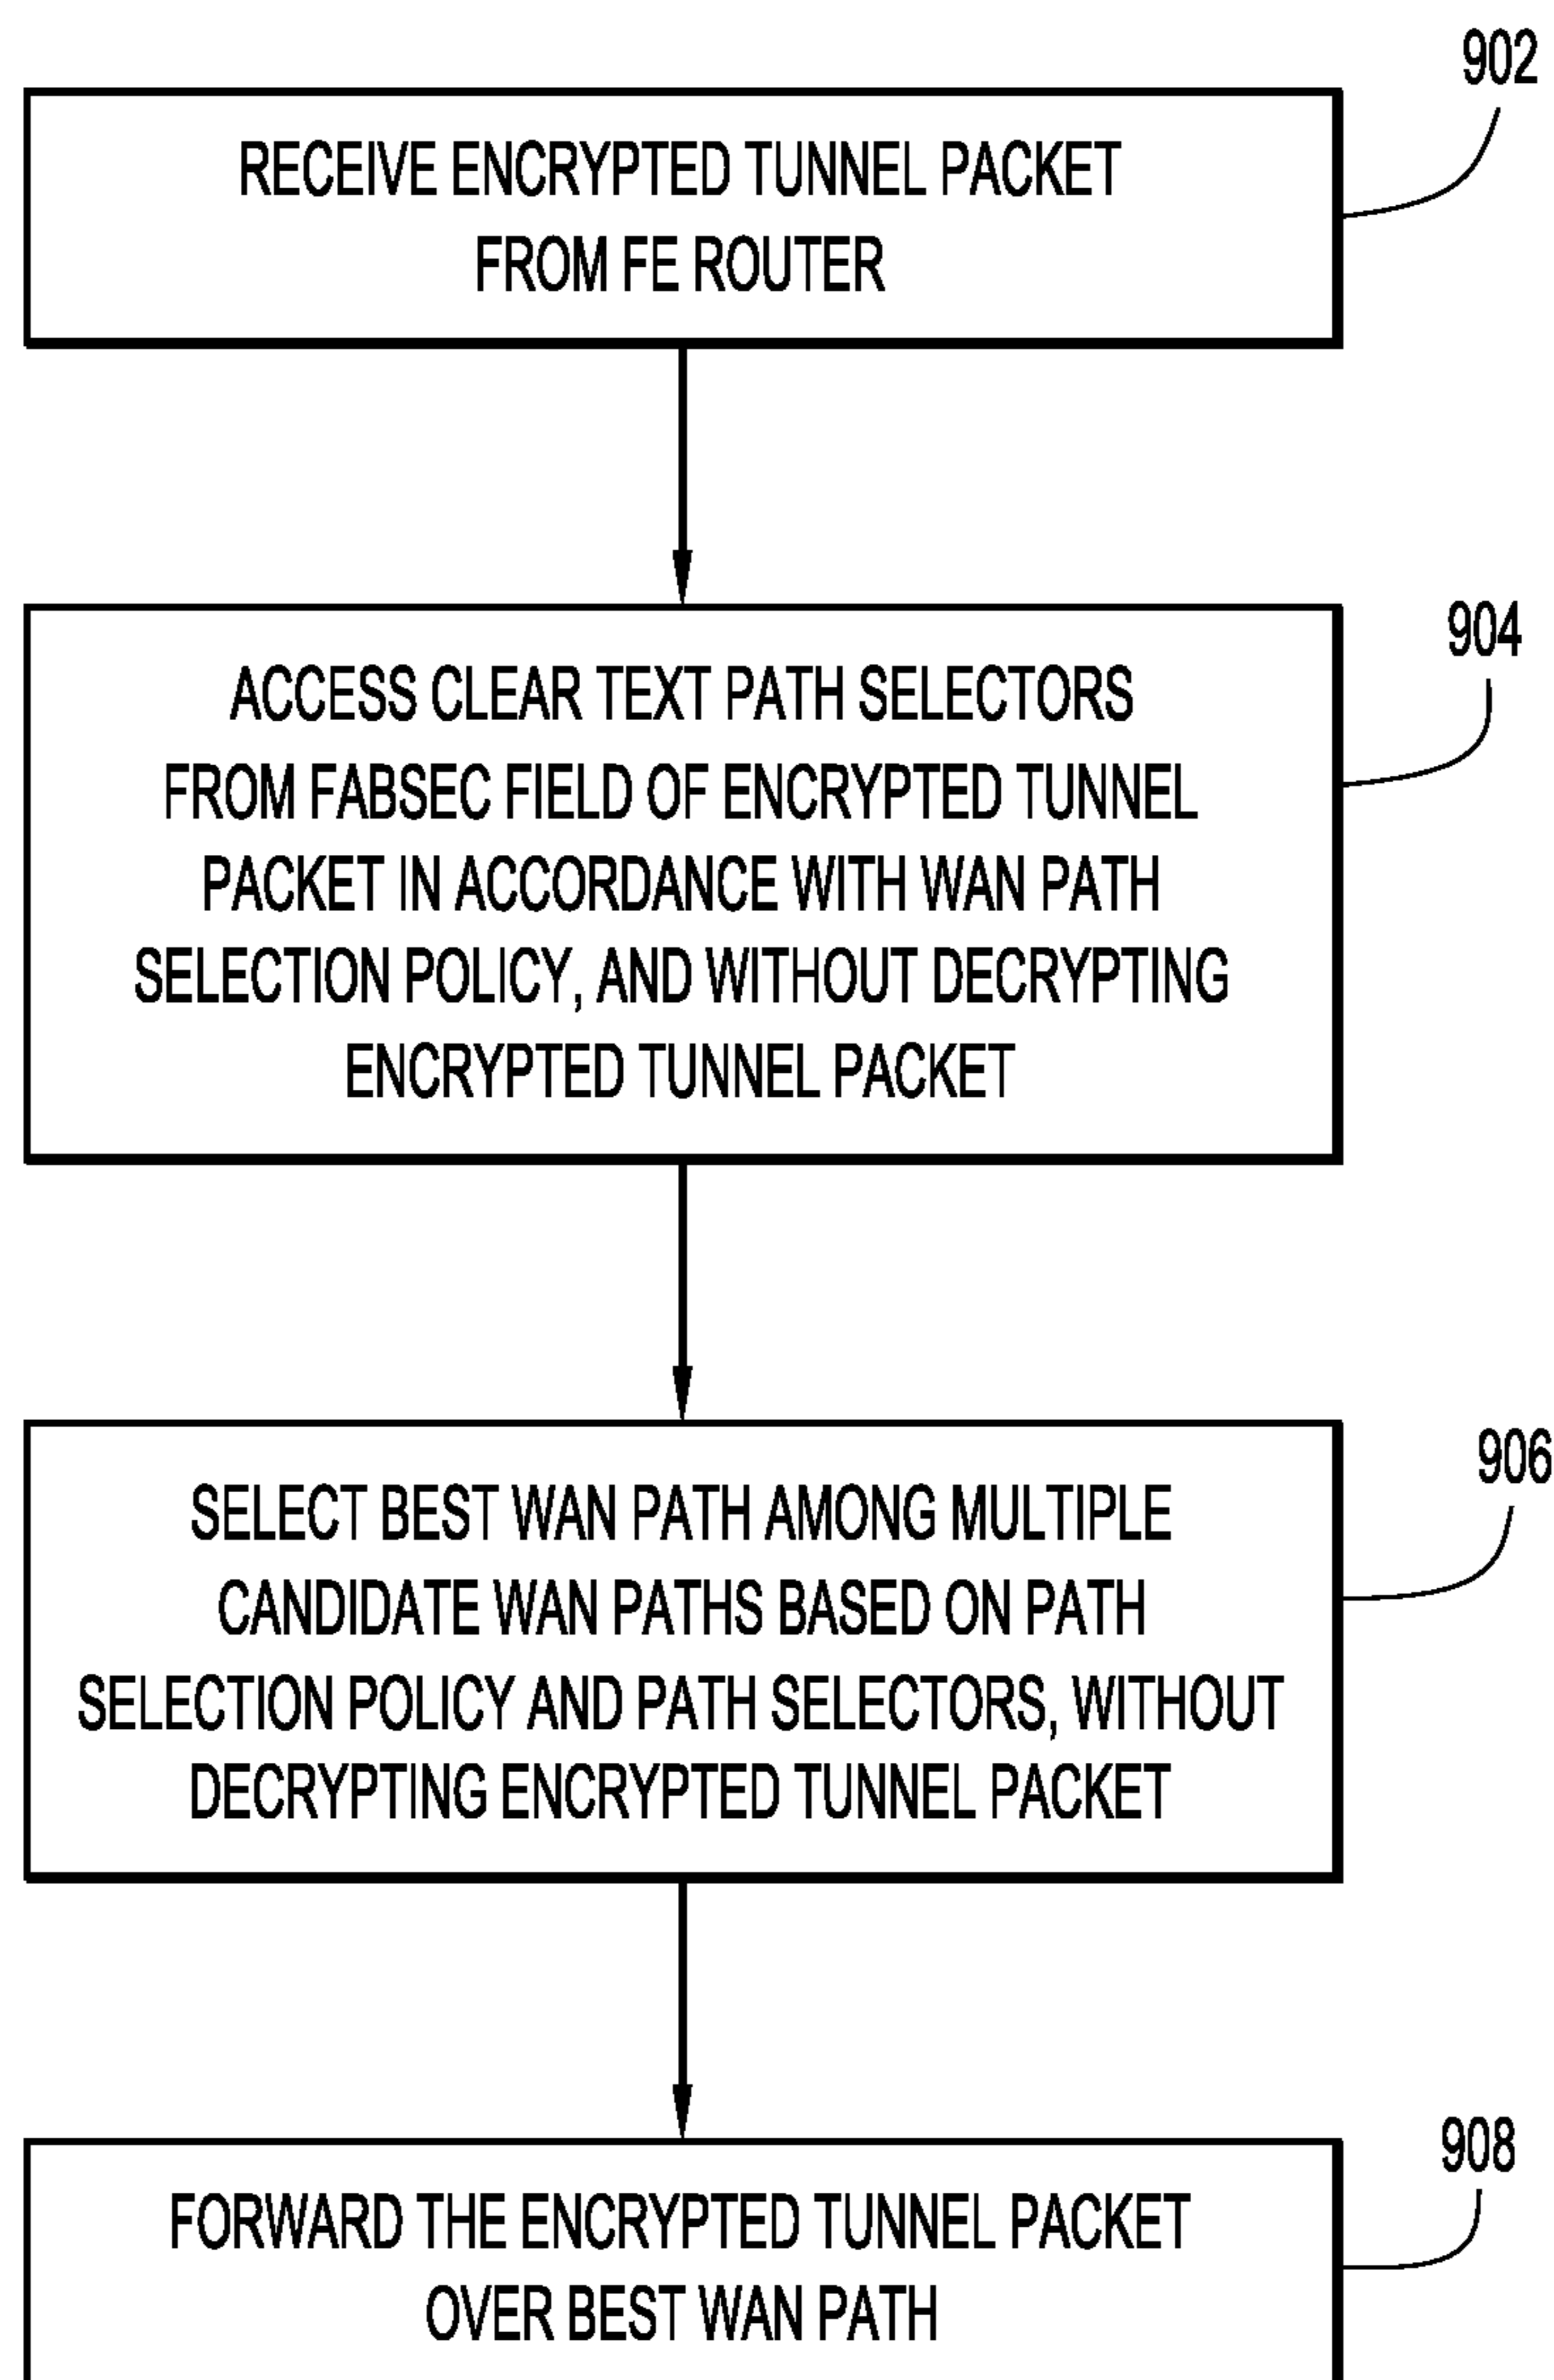 902
RECEIVE ENCRYPTED TUNNEL PACKET
FROM FE ROUTER
904
ACCESS CLEAR TEXT PATH SELECTORS
FROM FABSEC FIELD OF ENCRYPTED TUNNEL
PACKET IN ACCORDANCE WITH WAN PATH
SELECTION POLICY, AND WITHOUT DECRYPTING
ENCRYPTED TUNNEL PACKET
906
SELECT BEST WAN PATH AMONG MULTIPLE
CANDIDATE WAN PATHS BASED ON PATH
SELECTION POLICY AND PATH SELECTORS, WITHOUT
DECRYPTING ENCRYPTED TUNNEL PACKET
908
FORWARD THE ENCRYPTED TUNNEL PACKET
OVER BEST WAN PATH